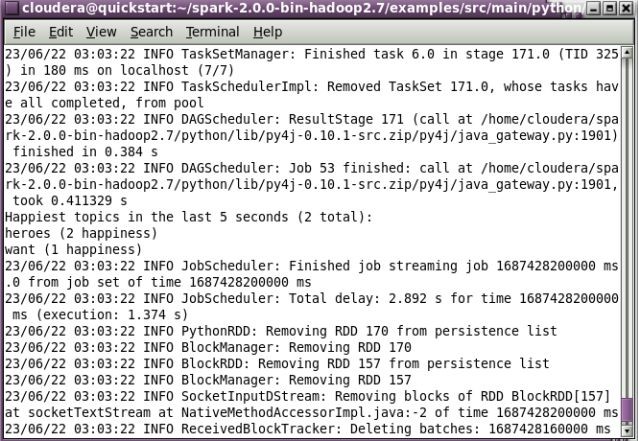 cloudera@quickstart:~/spark-2.0.0-bin-hadoop2.7/examples/src/main/python/
File Edit View Search Terminal Help
23/06/22 03:03:22 INFO TaskSetManager: Finished task 6.0 in stage 171.0 (TID 325
) in 180 ms on localhost (7/7)
23/06/22 03:03:22 INFO TaskSchedulerImpl: Removed TaskSet 171.0, whose tasks hav
e all completed, from pool
23/06/22 03:03:22 INFO DAGScheduler: ResultStage 171 (call at /home/cloudera/spa
rk-2.0.0-bin-hadoop2.7/python/lib/py4j-0.10.1-src.zip/py4j/java_gateway.py:1901)
 finished in 0.384 s
23/06/22 03:03:22 INFO DAGScheduler: Job 53 finished: call at /home/cloudera/spa
rk-2.0.0-bin-hadoop2.7/python/lib/py4j-0.10.1-src.zip/py4j/java_gateway.py:1901,
 took 0.411329 s
Happiest topics in the last 5 seconds (2 total):
heroes (2 happiness)
want (1 happiness)
23/06/22 03:03:22 INFO JobScheduler: Finished job streaming job 1687428200000 ms
.0 from job set of time 1687428200000 ms
23/06/22 03:03:22 INFO JobScheduler: Total delay: 2.892 s for time 1687428200000
 ms (execution: 1.374 s)
23/06/22 03:03:22 INFO PythonRDD: Removing RDD 170 from persistence list
23/06/22 03:03:22 INFO BlockManager: Removing RDD 170
23/06/22 03:03:22 INFO BlockRDD: Removing RDD 157 from persistence list
23/06/22 03:03:22 INFO BlockManager: Removing RDD 157
23/06/22 03:03:22 INFO SocketInputDStream: Removing blocks of RDD BlockRDD[157]
at socketTextStream at NativeMethodAccessorImpl.java:-2 of time 1687428200000 ms
23/06/22 03:03:22 INFO ReceivedBlockTracker: Deleting batches: 1687428160000 ms